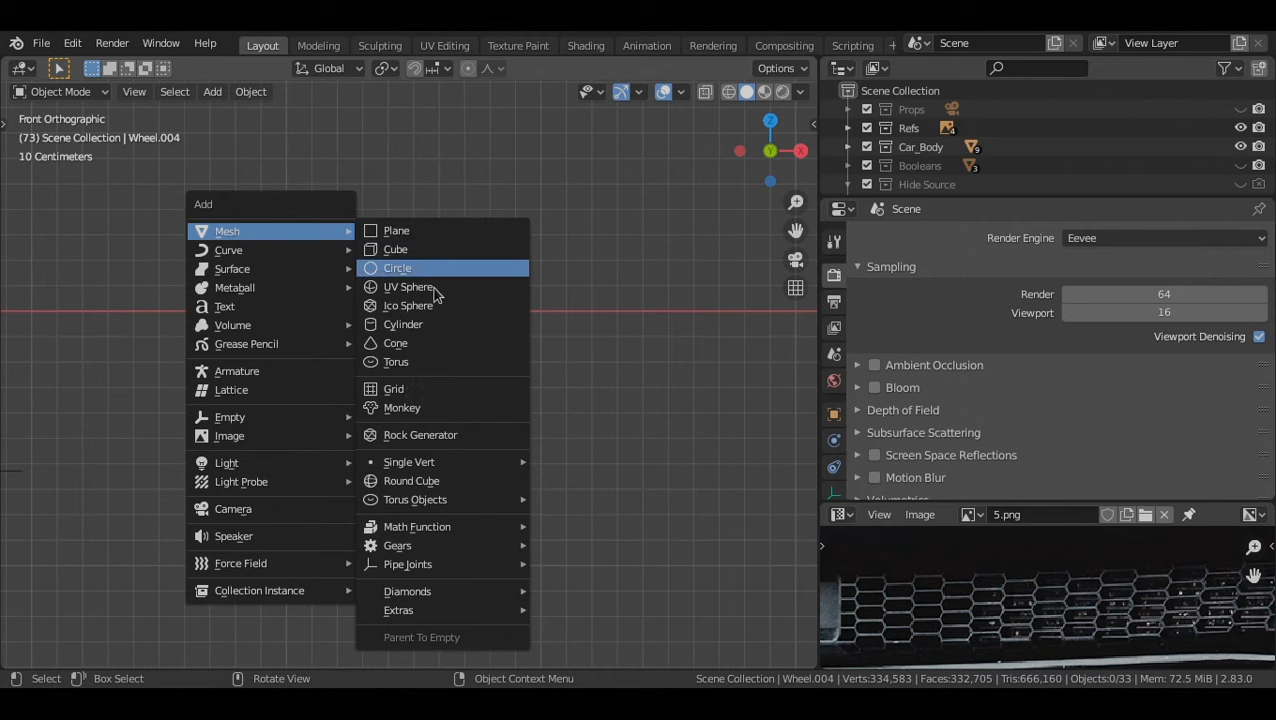 File Edit Render Window Help Layout Modeling Sculpting UV Editing Texture Paint Shading Animation Rendering Compositing Scripting + Scene View Layer
Global Options
Object Mode View Select Add Object
Scene Collection
Front Orthographic
(73) Scene Collection | Wheel.004
10 Centimeters
Z
Y
X
Props
Refs 4
Car_Body 9
Booleans 3
Hide Source
Add
Mesh
Curve
Surface
Metaball
Text
Volume
Grease Pencil
Armature
Lattice
Empty
Image
Light
Light Probe
Camera
Speaker
Force Field
Collection Instance
Plane
Cube
Circle
UV Sphere
Ico Sphere
Cylinder
Cone
Torus
Grid
Monkey
Rock Generator
Single Vert
Round Cube
Torus Objects
Math Function
Gears
Pipe Joints
Diamonds
Extras
Parent To Empty
Scene
Render Engine Eevee
Sampling
Render 64
Viewport 16
Viewport Denoising
Ambient Occlusion
Bloom
Depth of Field
Subsurface Scattering
Screen Space Reflections
Motion Blur
Volumetrics
View Image 5.png
Select Box Select Rotate View Object Context Menu Scene Collection | Wheel.004 | Verts:334,583 | Faces:332,705 | Tris:666,160 | Objects:0/33 | Mem: 72.5 MiB | 2.83.0